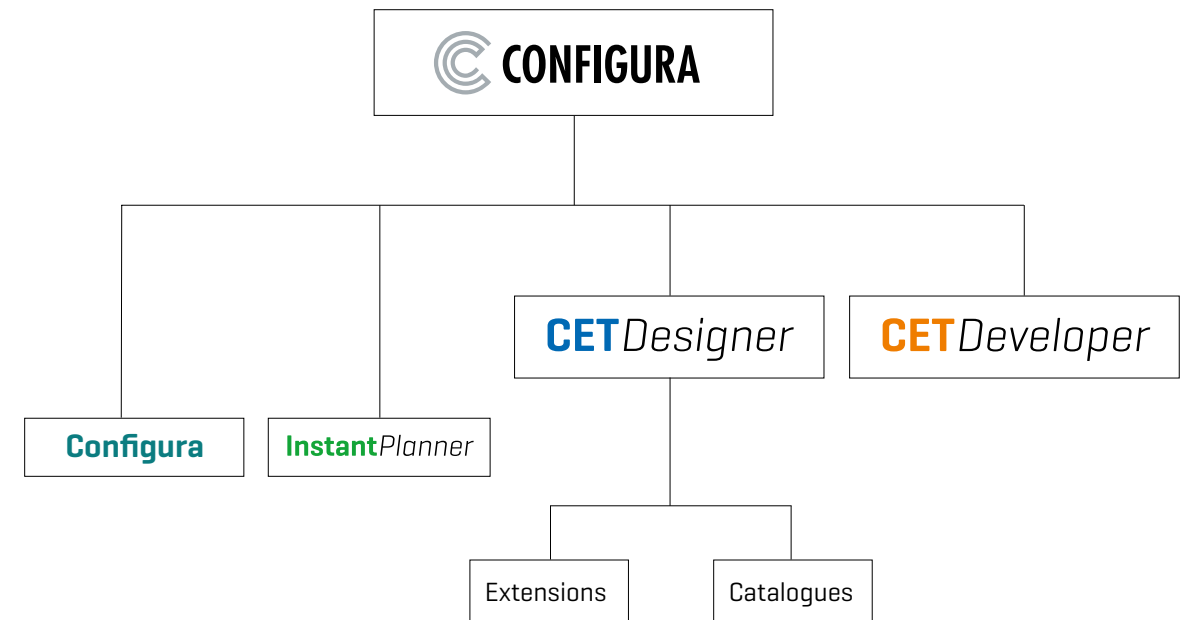 CONFIGURA
CETDesigner
CETDeveloper
Configura
InstantPlanner
Extensions
Catalogues